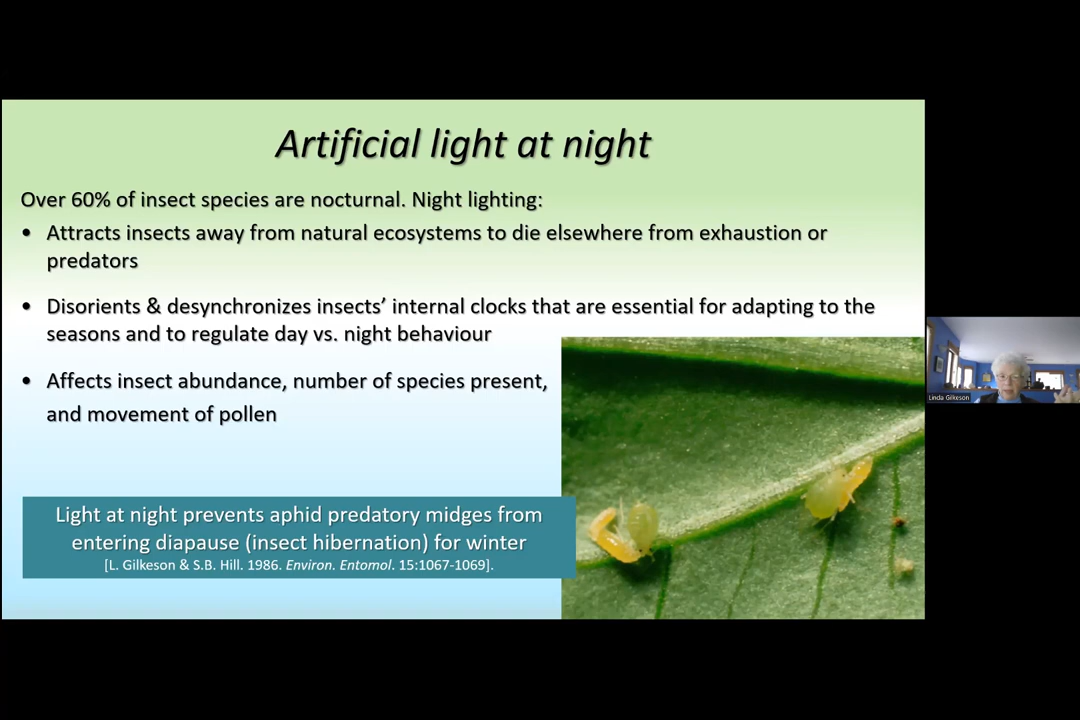 Artificial light at night
Over 60% of insect species are nocturnal. Night lighting:
• Attracts insects away from natural ecosystems to die elsewhere from exhaustion or
predators
• Disorients & desynchronizes insects’ internal clocks that are essential for adapting to the
seasons and to regulate day vs. night behaviour
• Affects insect abundance, number of species present,
and movement of pollen
Light at night prevents aphid predatory midges from
entering diapause (insect hibernation) for winter
[L. Gilkeson & S.B. Hill. 1986. Environ. Entomol. 15:1067-1069].
Linda Gilkeson